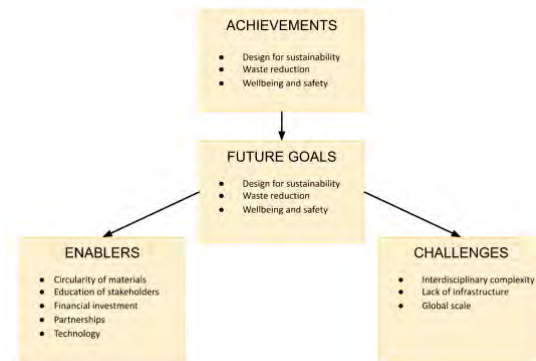 ACHIEVEMENTS
● Design for sustainability
● Waste reduction
● Wellbeing and safety
FUTURE GOALS
● Design for sustainability
● Waste reduction
● Wellbeing and safety
ENABLERS
● Circularity of materials
● Education of stakeholders
● Financial investment
● Partnerships
● Technology
CHALLENGES
● Interdisciplinary complexity
● Lack of infrastructure
● Global scale